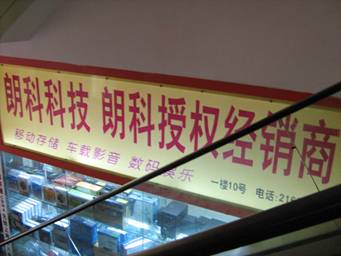 朗科科技 朗科授权经销商
移动存储 车载影音 数码娱乐
一楼10号 电话:216